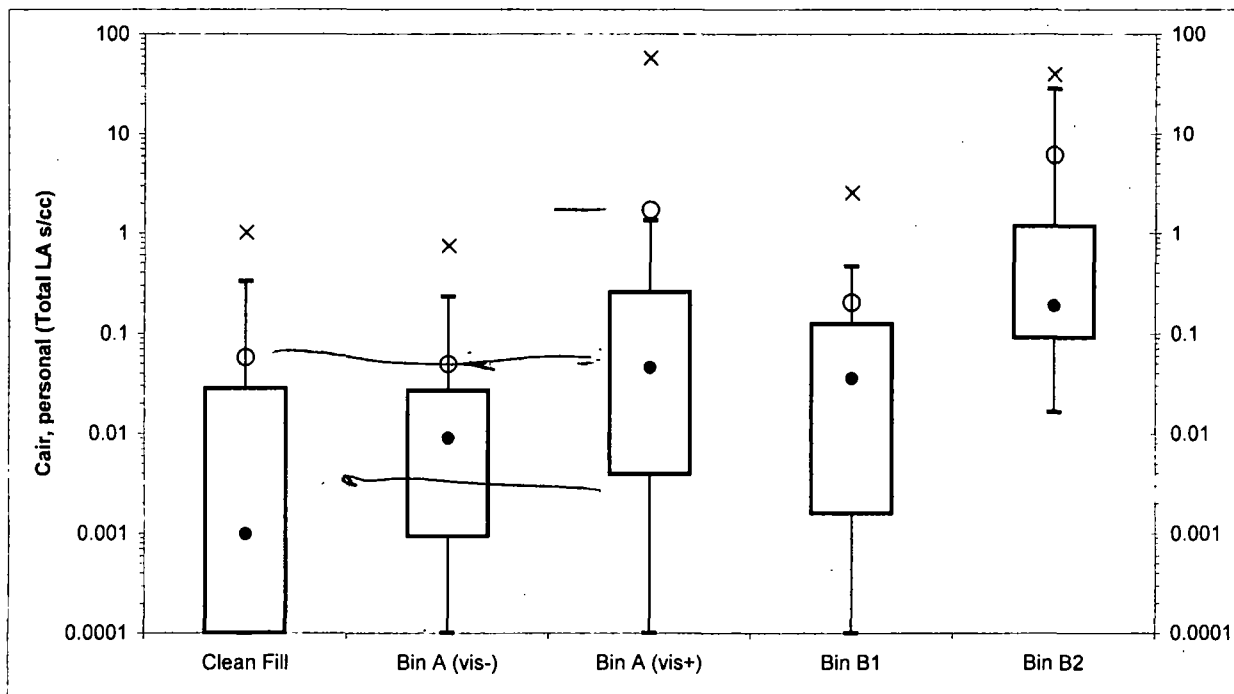 Cair, personal (Total LA s/cc)
100
10
1
0.1
0.01
0.001
0.0001
100
10
1
0.1
0.01
0.001
0.0001
Clean Fill
Bin A (vis-)
Bin A (vis+)
Bin B1
Bin B2